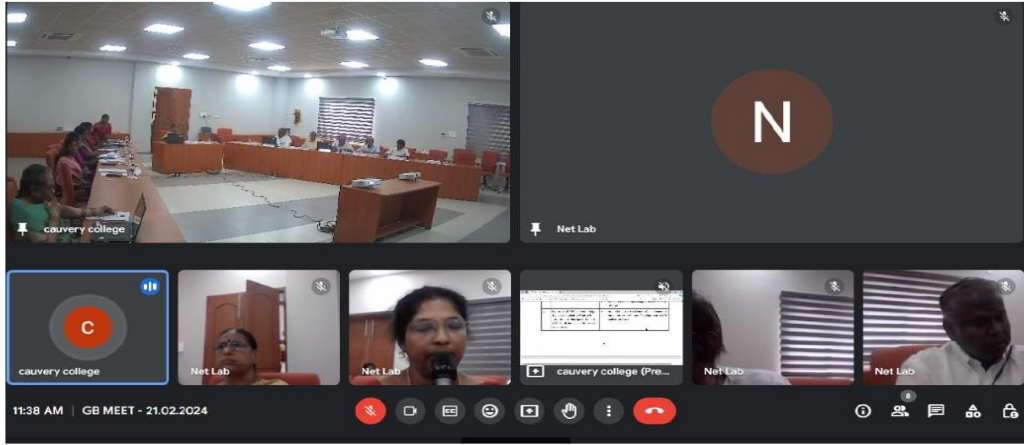 cauvery college
N
Net Lab
C
cauvery college
Net Lab
Net Lab
cauvery college (Pre...
Net Lab
Net Lab
11:38 AM | GB MEET - 21.02.2024
CC
8